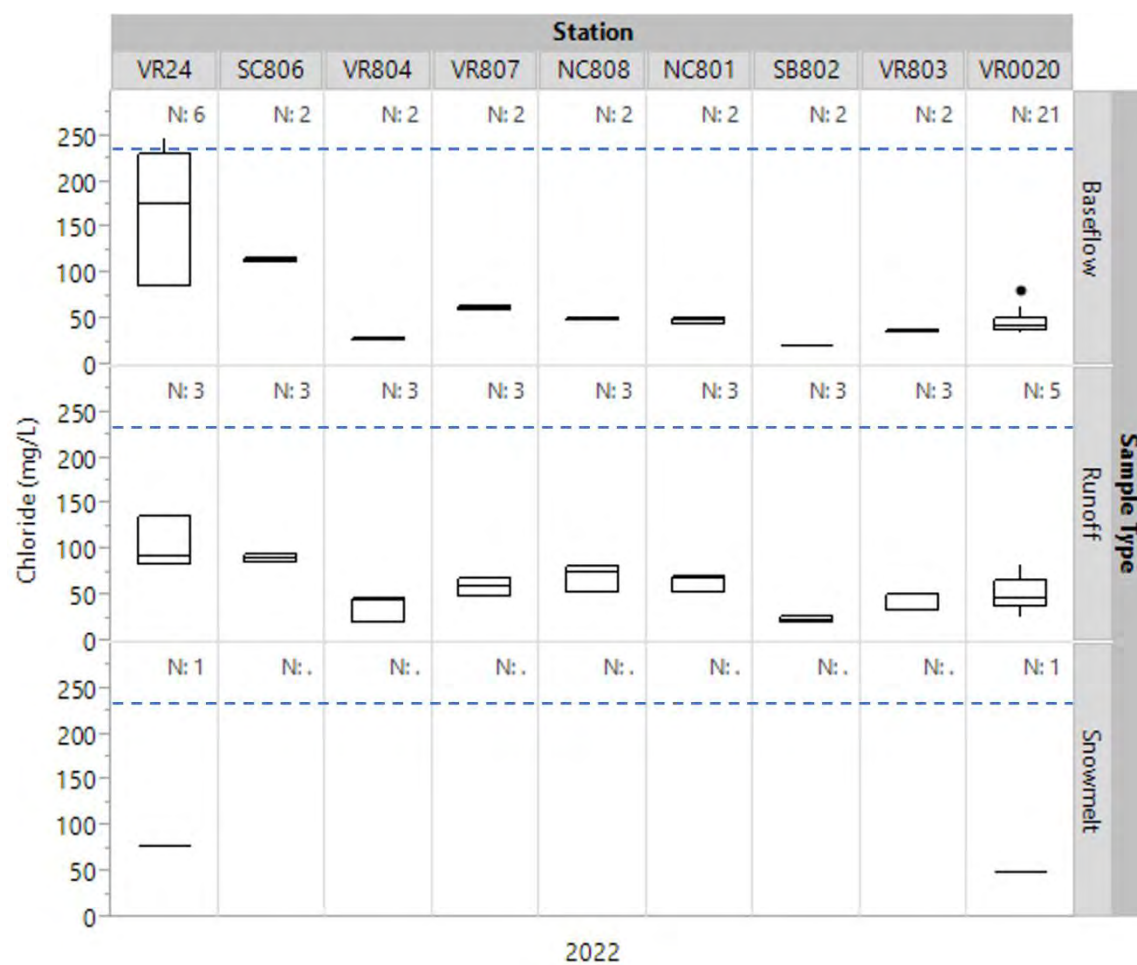 Station
VR24 SC806 VR804 VR807 NC808 NC801 SB802 VR803 VR0020
N: 6 N: 2 N: 2 N: 2 N: 2 N: 2 N: 2 N: 2 N: 21
250
200
150
100
50
0
Baseflow
N: 3 N: 3 N: 3 N: 3 N: 3 N: 3 N: 3 N: 3 N: 5
250
200
150
100
50
0
Runoff
Chloride (mg/L)
Sample Type
N: 1 N: . N: . N: . N: . N: . N: . N: . N: 1
250
200
150
100
50
0
Snowmelt
2022